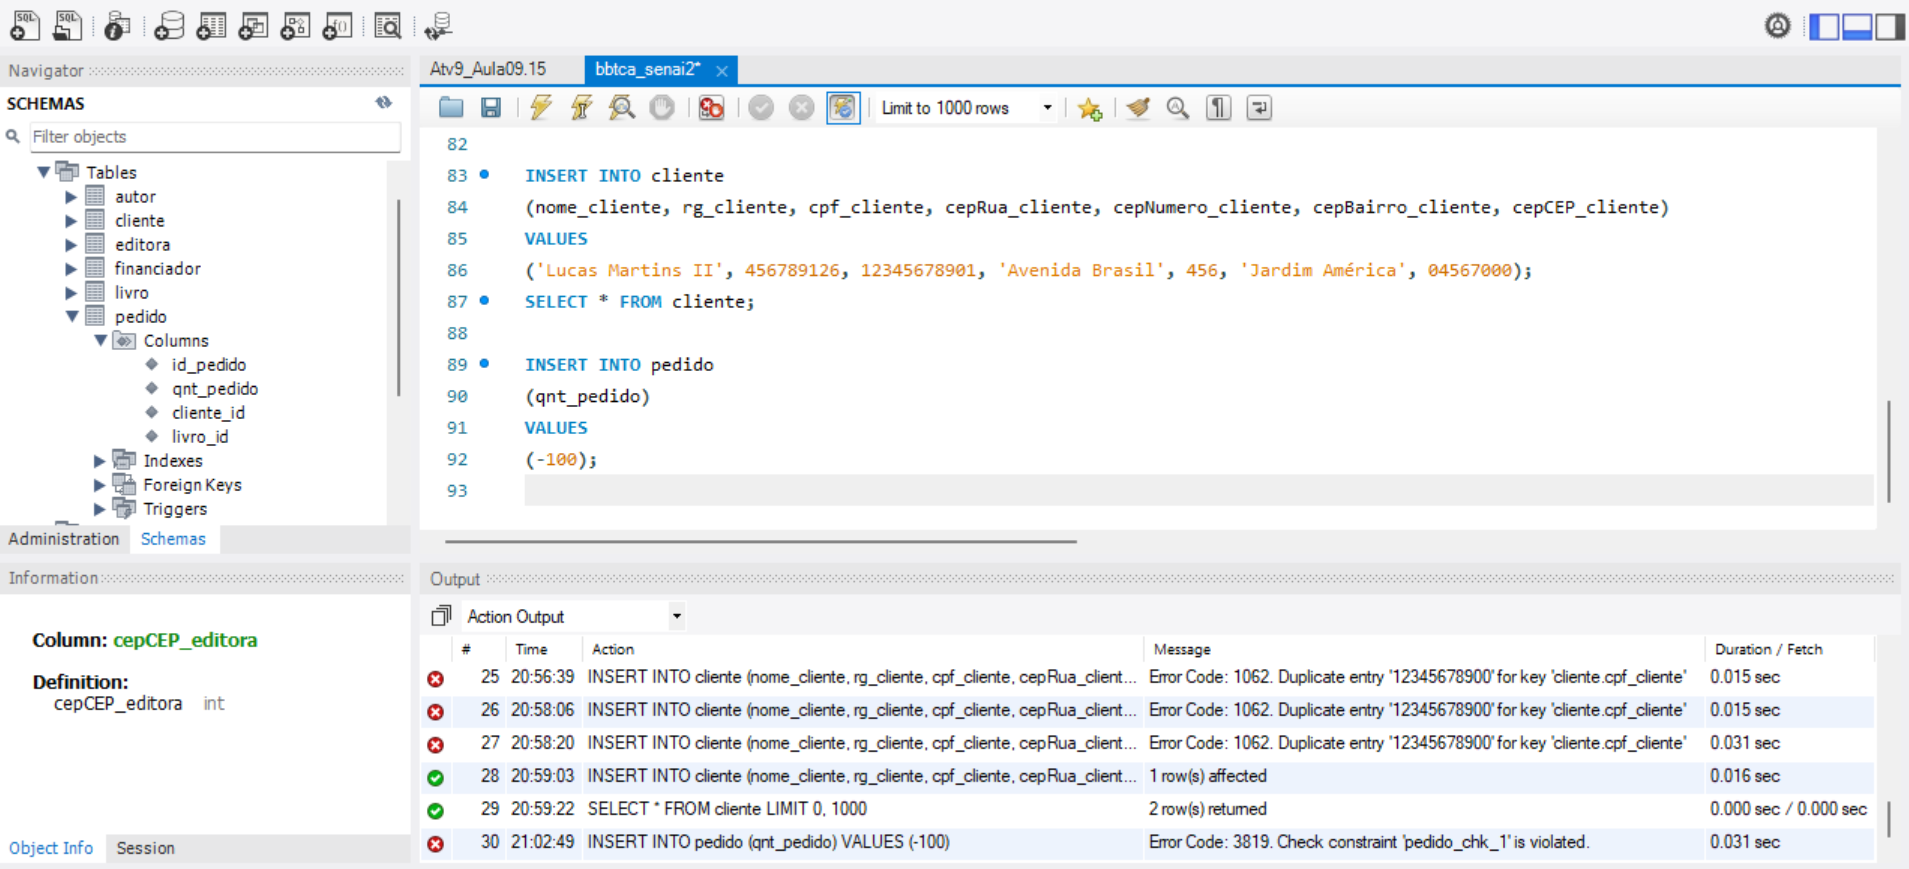 Navigator
SCHEMAS
Filter objects
Tables
autor
cliente
editora
financiador
livro
pedido
Columns
id_pedido
qnt_pedido
cliente_id
livro_id
Indexes
Foreign Keys
Triggers
Administration Schemas
Information
Column: cepCEP_editora
Definition:
cepCEP_editora int
Object Info Session
Atv9_Aula09.15 bbtca_senai2*
Limit to 1000 rows
82
83 INSERT INTO cliente
84 (nome_cliente, rg_cliente, cpf_cliente, cepRua_cliente, cepNumero_cliente, cepBairro_cliente, cepCEP_cliente)
85 VALUES
86 ('Lucas Martins II', 456789126, 12345678901, 'Avenida Brasil', 456, 'Jardim América', 04567000);
87 SELECT * FROM cliente;
88
89 INSERT INTO pedido
90 (qnt_pedido)
91 VALUES
92 (-100);
93
Output
Action Output
# Time Action Message Duration / Fetch
25 20:56:39 INSERT INTO cliente (nome_cliente, rg_cliente, cpf_cliente, cepRua_client... Error Code: 1062. Duplicate entry '12345678900' for key 'cliente.cpf_cliente' 0.015 sec
26 20:58:06 INSERT INTO cliente (nome_cliente, rg_cliente, cpf_cliente, cepRua_client... Error Code: 1062. Duplicate entry '12345678900' for key 'cliente.cpf_cliente' 0.015 sec
27 20:58:20 INSERT INTO cliente (nome_cliente, rg_cliente, cpf_cliente, cepRua_client... Error Code: 1062. Duplicate entry '12345678900' for key 'cliente.cpf_cliente' 0.031 sec
28 20:59:03 INSERT INTO cliente (nome_cliente, rg_cliente, cpf_cliente, cepRua_client... 1 row(s) affected 0.016 sec
29 20:59:22 SELECT * FROM cliente LIMIT 0, 1000 2 row(s) returned 0.000 sec / 0.000 sec
30 21:02:49 INSERT INTO pedido (qnt_pedido) VALUES (-100) Error Code: 3819. Check constraint 'pedido_chk_1' is violated. 0.031 sec